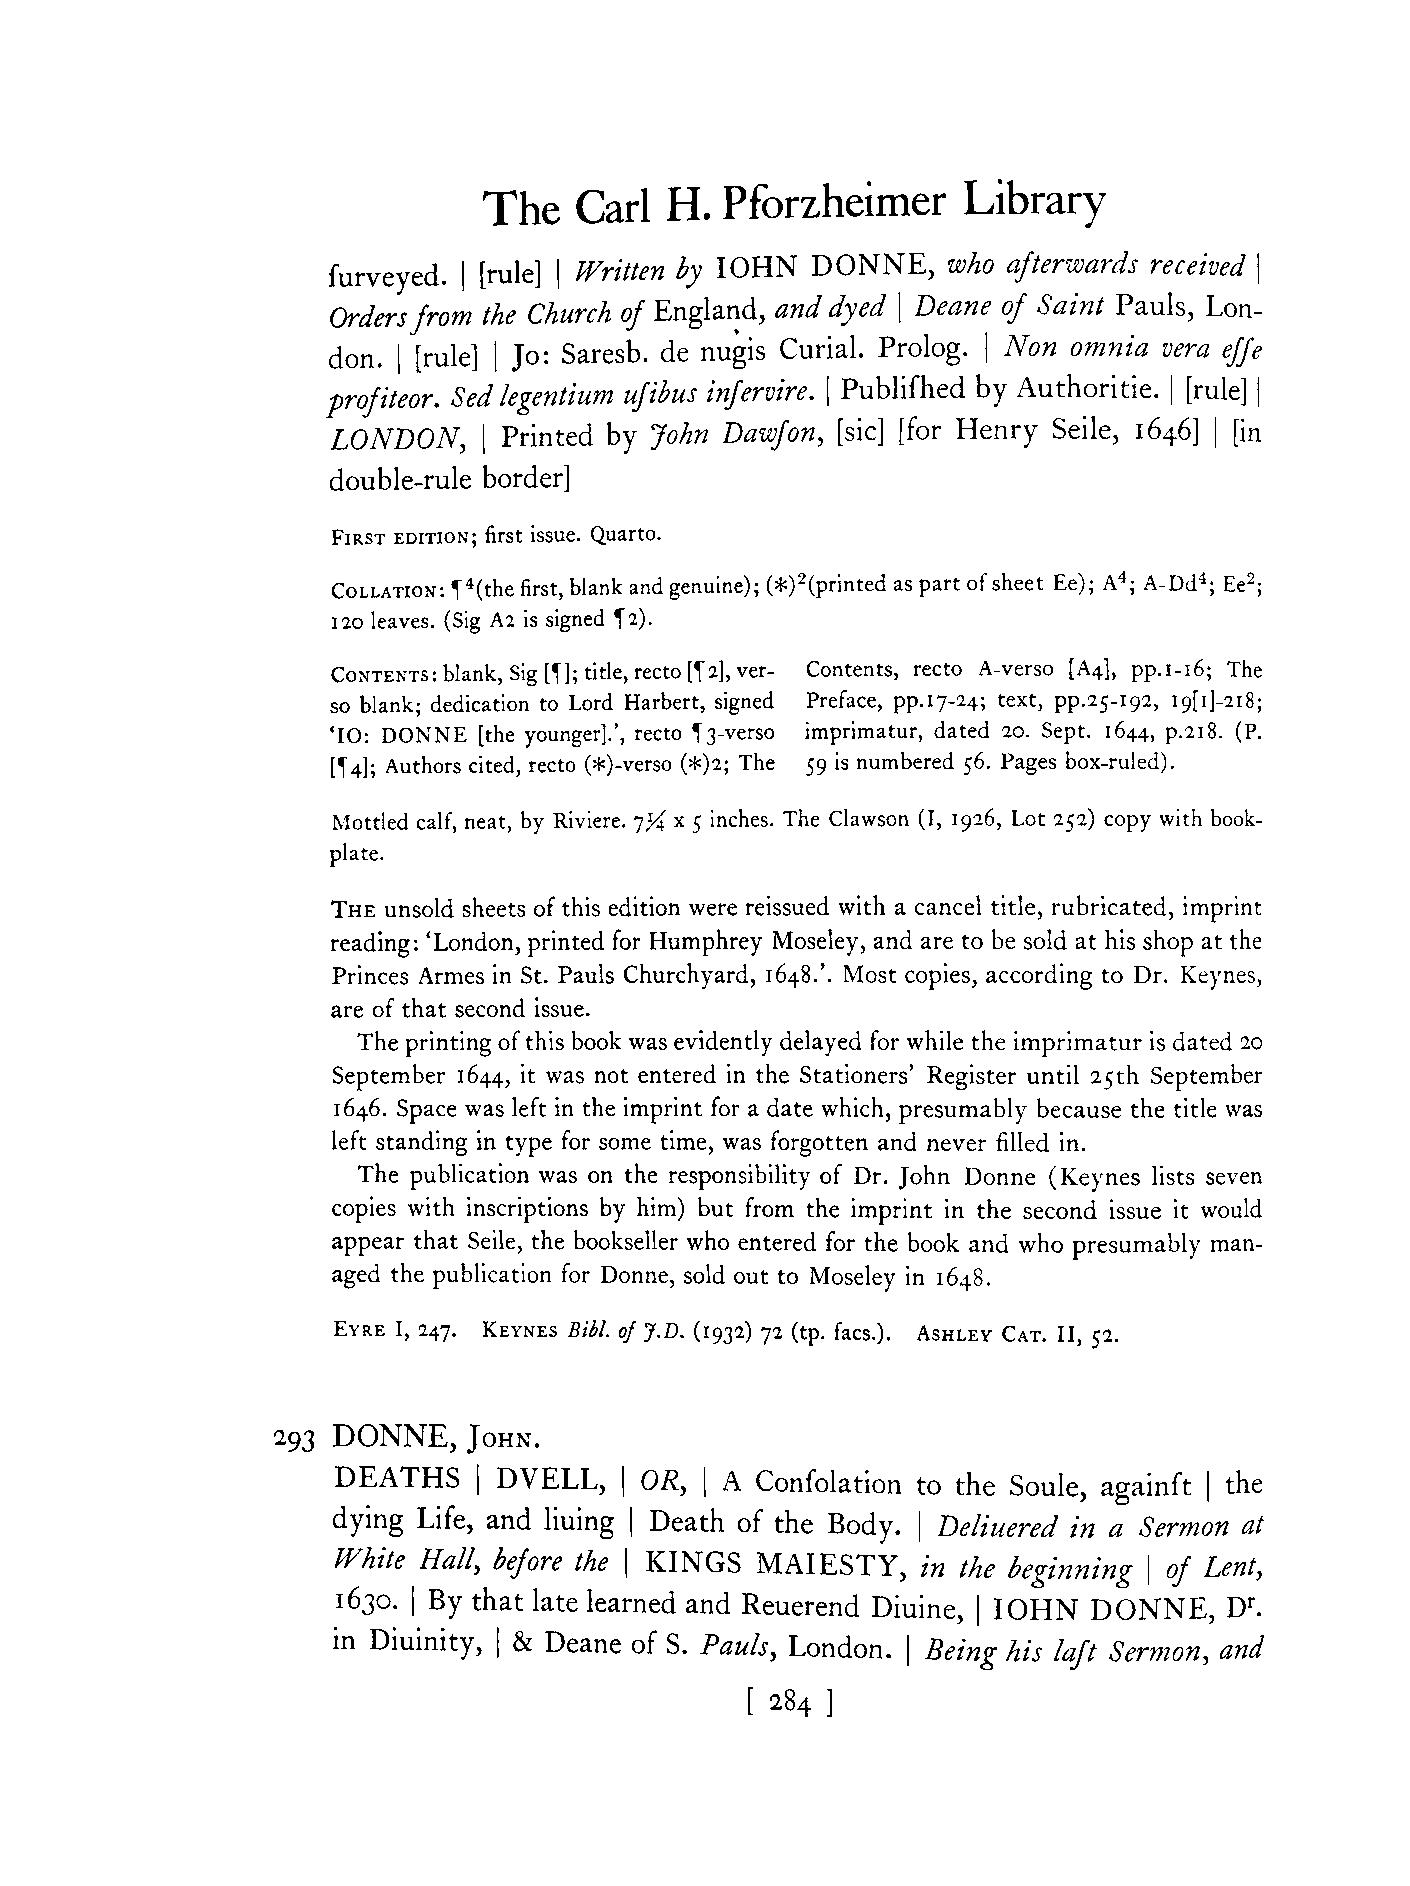 The Carl H. Pforzheimer Library
ſurveyed. | [rule] | Written by IOHN DONNE, who afterwards received |
Orders from the Church of England, and dyed | Deane of Saint Pauls, Lon-
don. | [rule] | Jo: Saresb. de nugis Curial. Prolog. | Non omnia vera eſſe
profiteor. Sed legentium uſibus inſervire. | Publiſhed by Authoritie. | [rule] |
LONDON, | Printed by John Dawſon, [sic] [for Henry Seile, 1646] | [in
double-rule border]
FIRST EDITION; first issue. Quarto.
COLLATION: ¶⁴(the first, blank and genuine); (*)²(printed as part of sheet Ee); A⁴; A-Dd⁴; Ee²;
120 leaves. (Sig A2 is signed ¶2).
CONTENTS: blank, Sig [¶]; title, recto [¶2], ver-
so blank; dedication to Lord Harbert, signed
‘IO: DONNE [the younger].’, recto ¶3-verso
[¶4]; Authors cited, recto (*)-verso (*)2; The
Contents, recto A-verso [A4], pp.1-16; The
Preface, pp.17-24; text, pp.25-192, 19[1]-218;
imprimatur, dated 20. Sept. 1644, p.218. (P.
59 is numbered 56. Pages box-ruled).
Mottled calf, neat, by Riviere. 7¼ x 5 inches. The Clawson (I, 1926, Lot 252) copy with book-
plate.
THE unsold sheets of this edition were reissued with a cancel title, rubricated, imprint
reading: ‘London, printed for Humphrey Moseley, and are to be sold at his shop at the
Princes Armes in St. Pauls Churchyard, 1648.’. Most copies, according to Dr. Keynes,
are of that second issue.
The printing of this book was evidently delayed for while the imprimatur is dated 20
September 1644, it was not entered in the Stationers’ Register until 25th September
1646. Space was left in the imprint for a date which, presumably because the title was
left standing in type for some time, was forgotten and never filled in.
The publication was on the responsibility of Dr. John Donne (Keynes lists seven
copies with inscriptions by him) but from the imprint in the second issue it would
appear that Seile, the bookseller who entered for the book and who presumably man-
aged the publication for Donne, sold out to Moseley in 1648.
EYRE I, 247. KEYNES Bibl. of J.D. (1932) 72 (tp. facs.). ASHLEY CAT. II, 52.
293 DONNE, JOHN.
DEATHS | DVELL, | OR, | A Conſolation to the Soule, againſt | the
dying Life, and liuing | Death of the Body. | Deliuered in a Sermon at
White Hall, before the | KINGS MAIESTY, in the beginning | of Lent,
1630. | By that late learned and Reuerend Diuine, | IOHN DONNE, Dʳ.
in Diuinity, | & Deane of S. Pauls, London. | Being his laſt Sermon, and
[ 284 ]